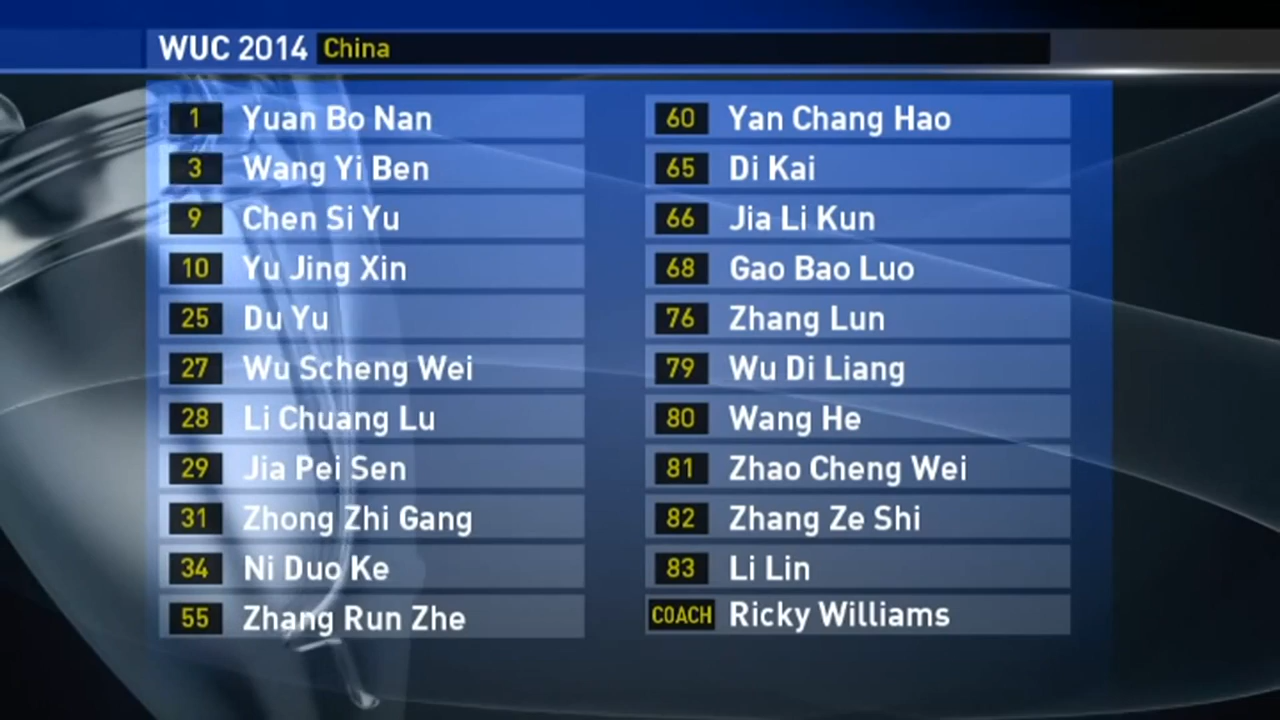 WUC 2014 China
1 Yuan Bo Nan
3 Wang Yi Ben
9 Chen Si Yu
10 Yu Jing Xin
25 Du Yu
27 Wu Scheng Wei
28 Li Chuang Lu
29 Jia Pei Sen
31 Zhong Zhi Gang
34 Ni Duo Ke
55 Zhang Run Zhe
60 Yan Chang Hao
65 Di Kai
66 Jia Li Kun
68 Gao Bao Luo
76 Zhang Lun
79 Wu Di Liang
80 Wang He
81 Zhao Cheng Wei
82 Zhang Ze Shi
83 Li Lin
COACH Ricky Williams